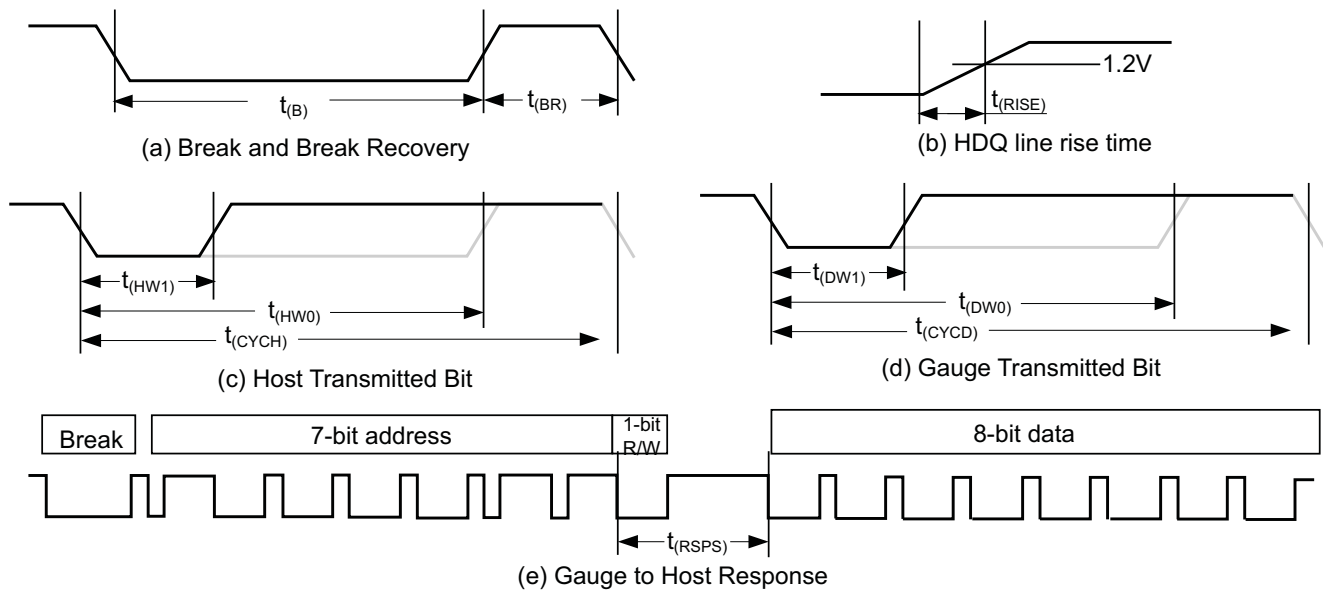 t(B)
t(BR)
(a) Break and Break Recovery
1.2V
t(RISE)
(b) HDQ line rise time
t(HW1)
t(HW0)
t(CYCH)
(c) Host Transmitted Bit
t(DW1)
t(DW0)
t(CYCD)
(d) Gauge Transmitted Bit
Break
7-bit address
1-bit
R/W
8-bit data
t(RSPS)
(e) Gauge to Host Response